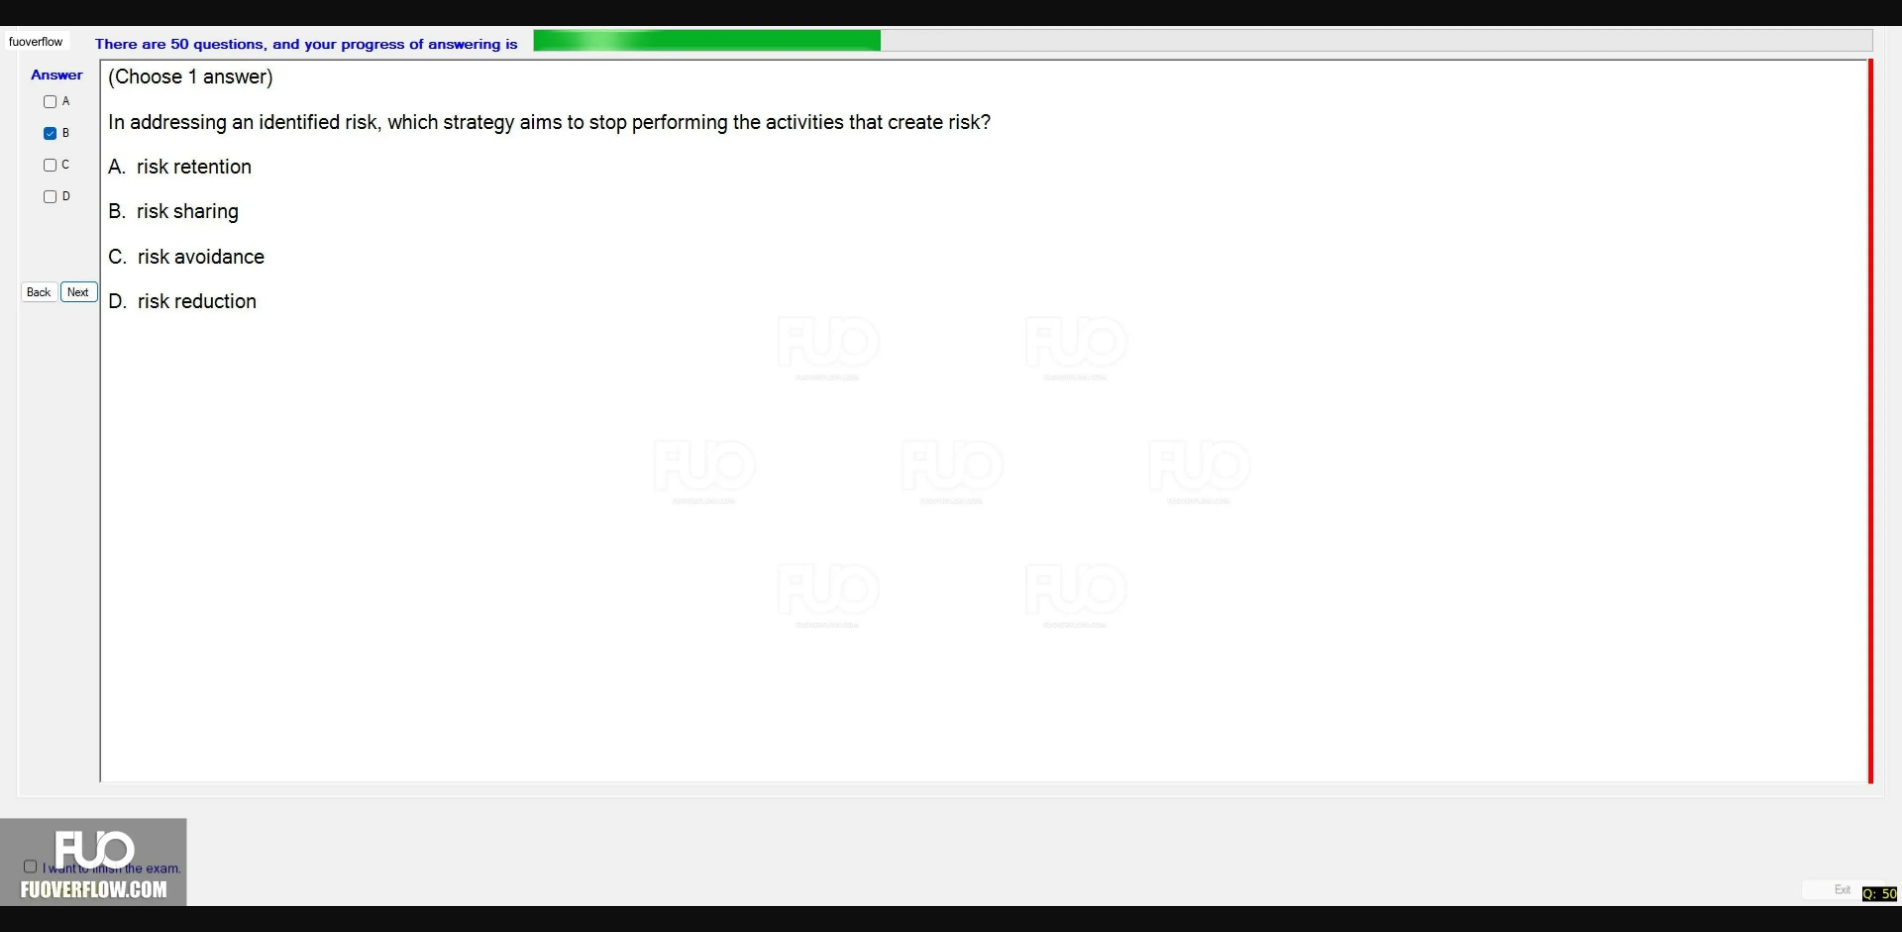 fuoverflow
There are 50 questions, and your progress of answering is
Answer
A
B
C
D
Back Next
(Choose 1 answer)
In addressing an identified risk, which strategy aims to stop performing the activities that create risk?
A. risk retention
B. risk sharing
C. risk avoidance
D. risk reduction
FUO
FUO
FUO
FUO
FUO
FUO
FUO
FUO
I want to finish the exam.
FUOVERFLOW.COM
Exit
Q: 50